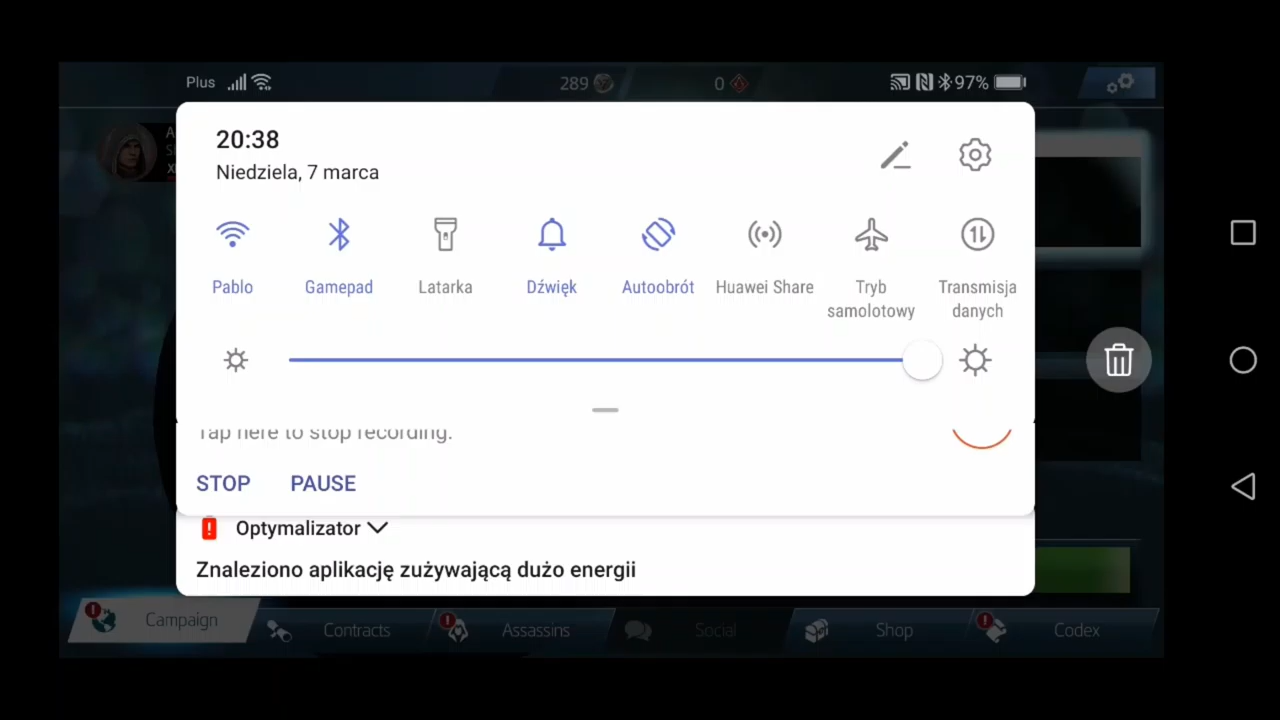 Plus
289
0
97%
20:38
Niedziela, 7 marca
Pablo
Gamepad
Latarka
Dźwięk
Autoobrót
Huawei Share
Tryb
samolotowy
Transmisja
danych
Tap here to stop recording.
STOP
PAUSE
Optymalizator
Znaleziono aplikację zużywającą dużo energii
Campaign
Contracts
Assassins
Social
Shop
Codex